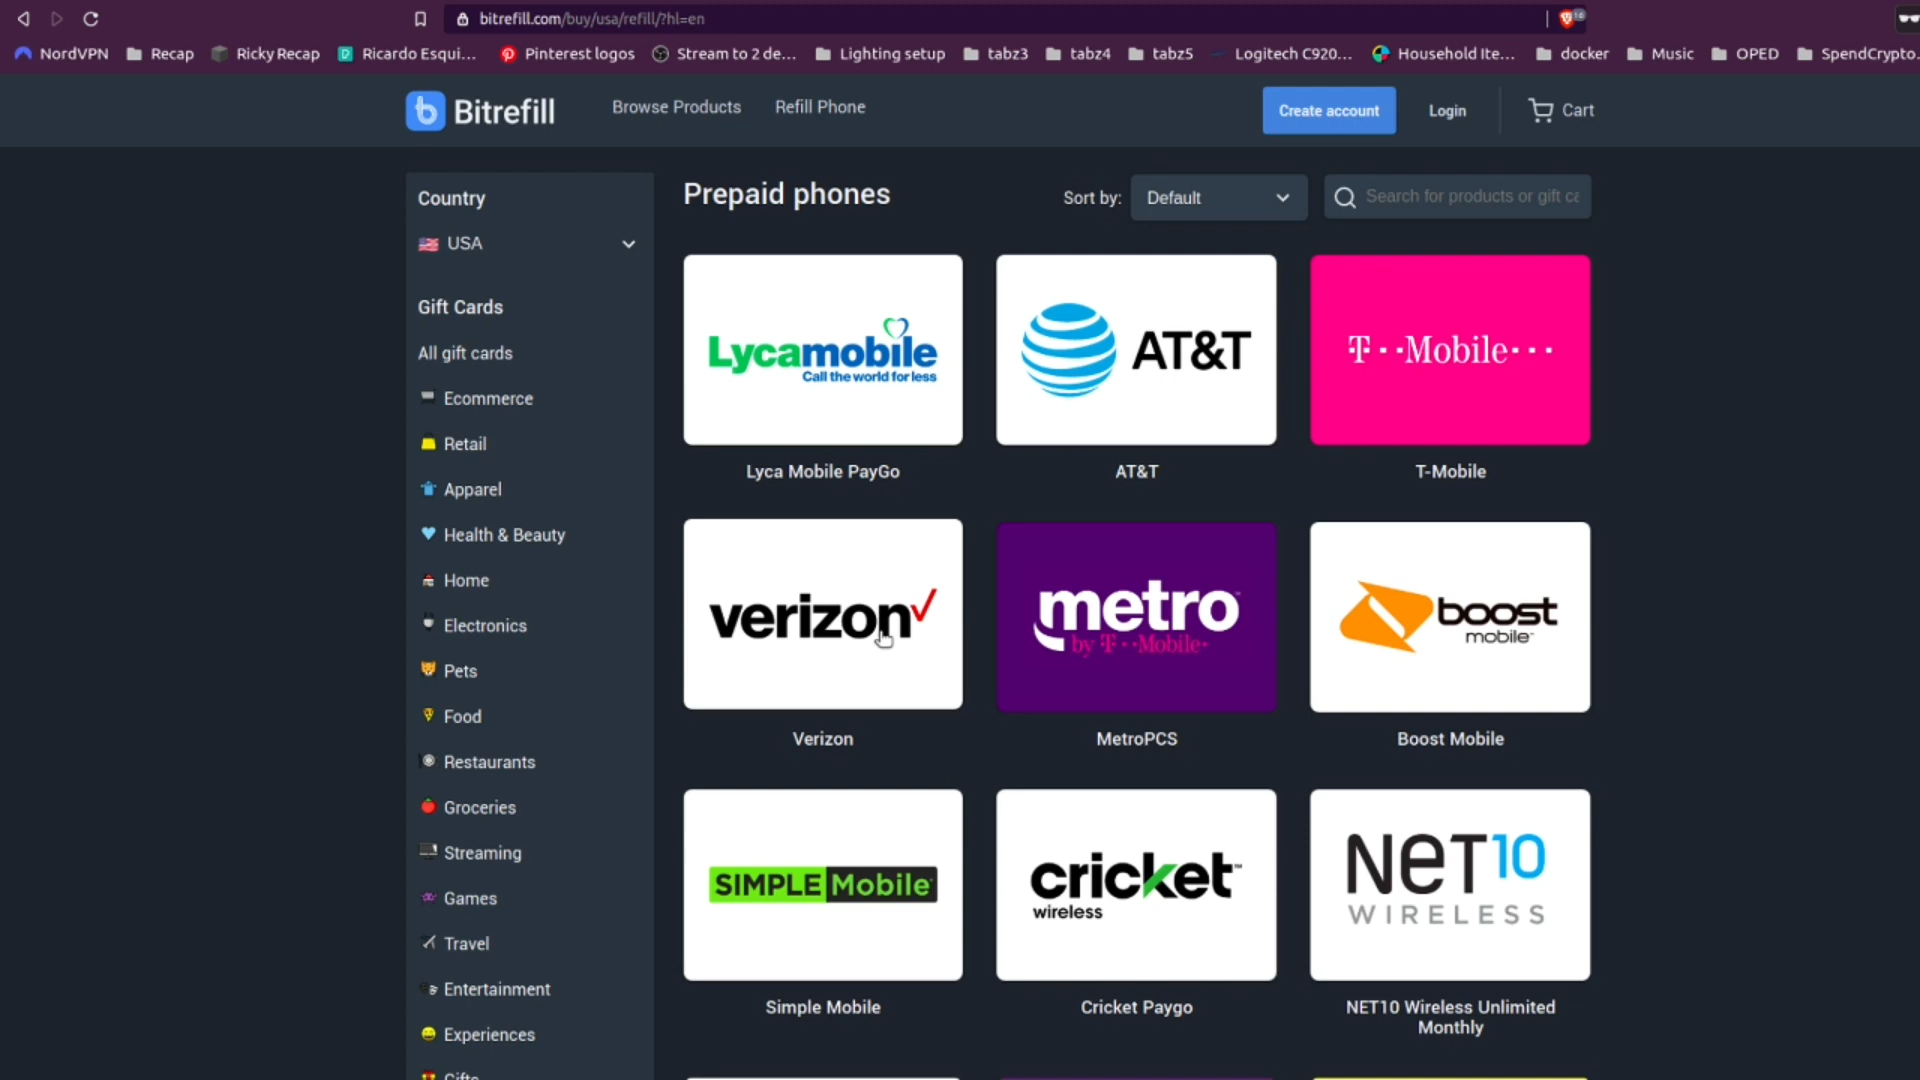 bitrefill.com/buy/usa/refill/?hl=en
NordVPN Recap Ricky Recap Ricardo Esqui... Pinterest logos Stream to 2 de... Lighting setup tabz3 tabz4 tabz5 Logitech C920... Household Ite... docker Music OPED SpendCrypto.
b Bitrefill Browse Products Refill Phone Create account Login Cart
Country
USA
Gift Cards
All gift cards
Ecommerce
Retail
Apparel
Health & Beauty
Home
Electronics
Pets
Food
Restaurants
Groceries
Streaming
Games
Travel
Entertainment
Experiences
Prepaid phones Sort by: Default Search for products or gift ca
Lycamobile
Call the world for less
AT&T
T··Mobile···
Lyca Mobile PayGo AT&T T-Mobile
verizon✓
metro™
by T··Mobile·
boost
mobile™
Verizon MetroPCS Boost Mobile
SIMPLE Mobile
cricket™
wireless
NET10
WIRELESS
Simple Mobile Cricket Paygo NET10 Wireless Unlimited
Monthly